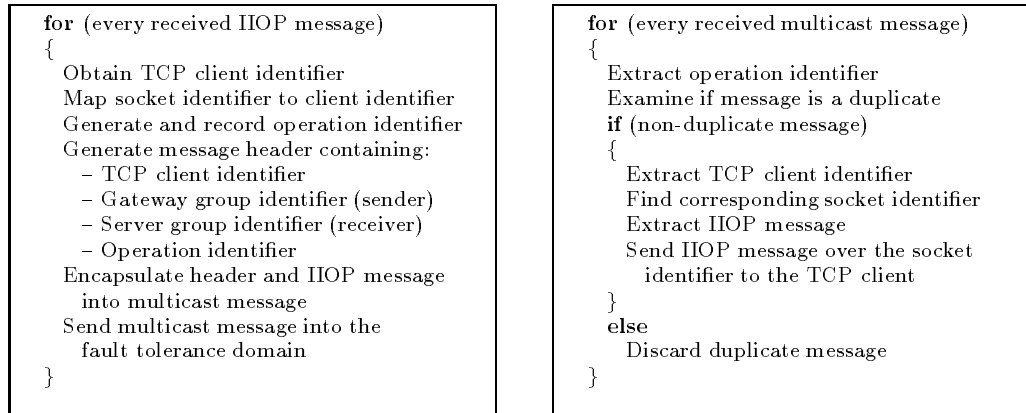 for (every received IIOP message)
{
Obtain TCP client identifier
Map socket identifier to client identifier
Generate and record operation identifier
Generate message header containing:
– TCP client identifier
– Gateway group identifier (sender)
– Server group identifier (receiver)
– Operation identifier
Encapsulate header and IIOP message
into multicast message
Send multicast message into the
fault tolerance domain
}
for (every received multicast message)
{
Extract operation identifier
Examine if message is a duplicate
if (non-duplicate message)
{
Extract TCP client identifier
Find corresponding socket identifier
Extract IIOP message
Send IIOP message over the socket
identifier to the TCP client
}
else
Discard duplicate message
}